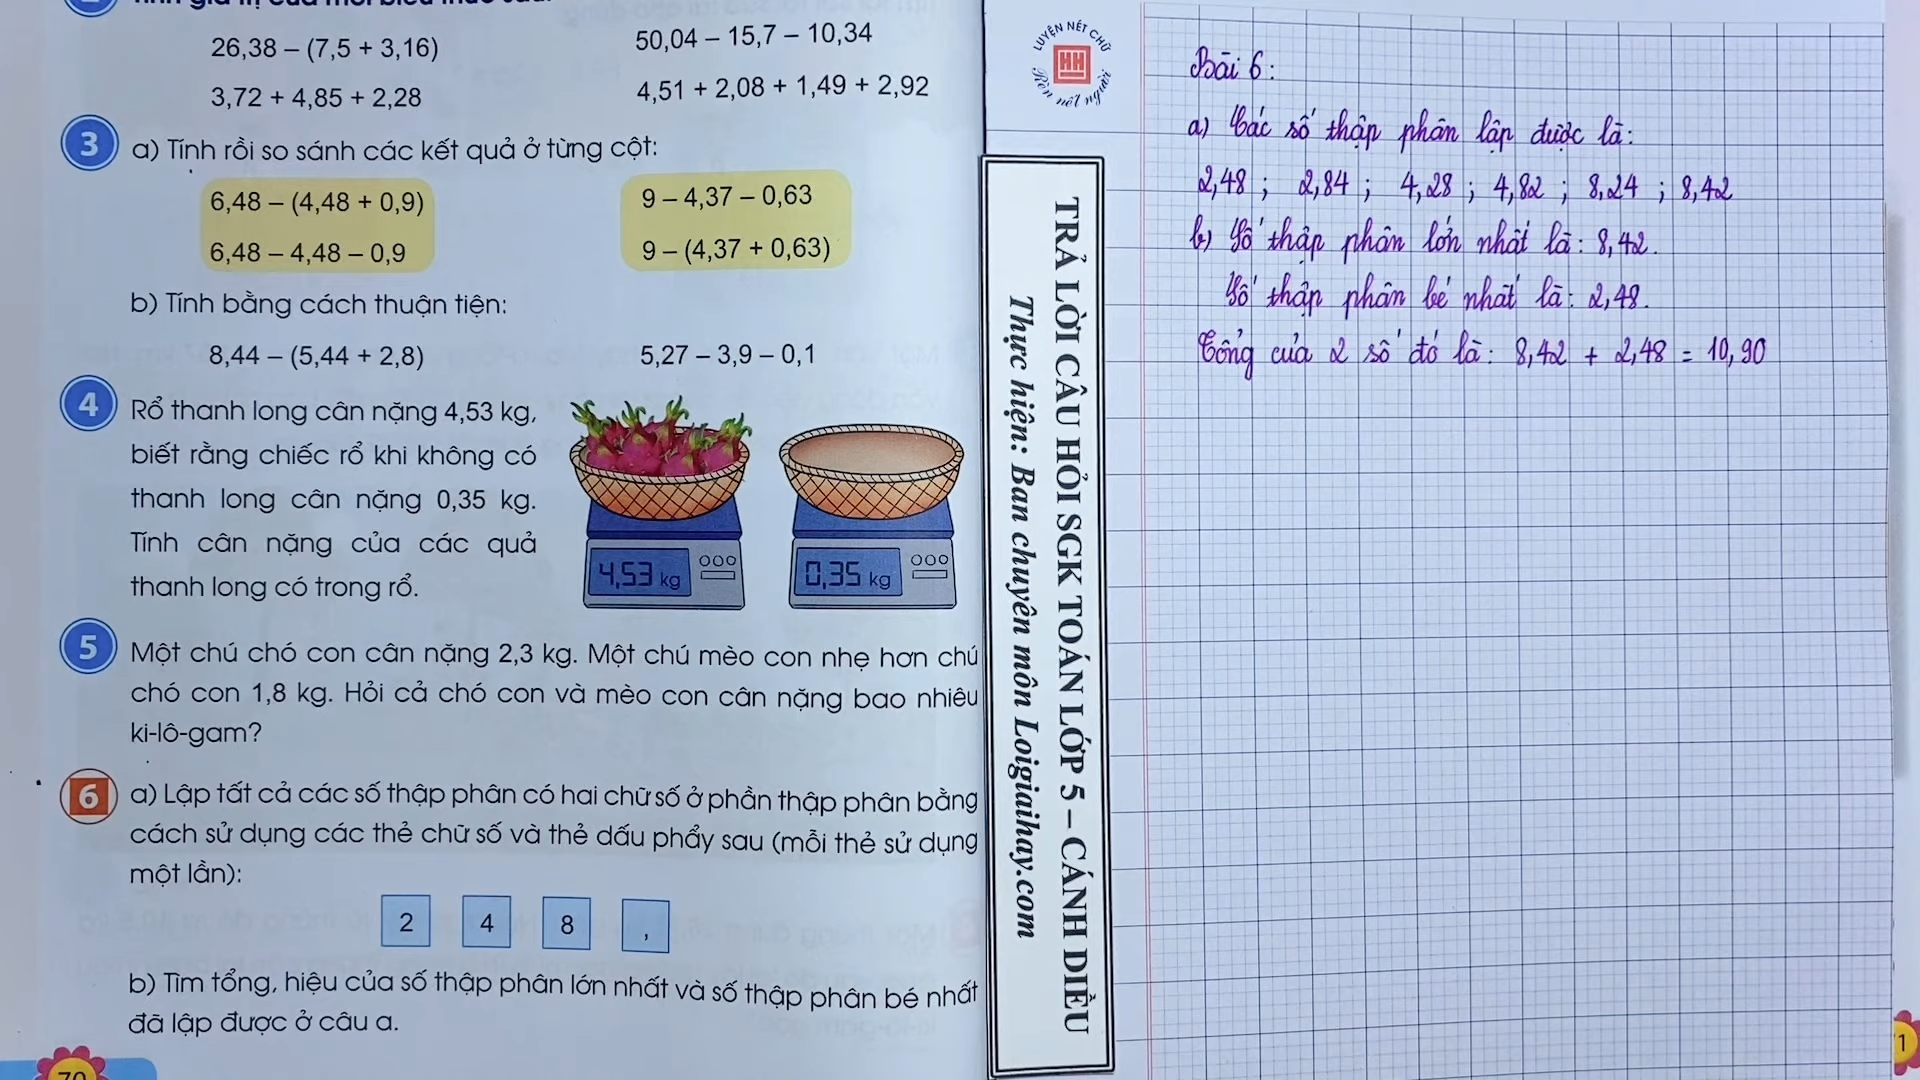 26,38 – (7,5 + 3,16)
50,04 – 15,7 – 10,34
3,72 + 4,85 + 2,28
4,51 + 2,08 + 1,49 + 2,92
3
a) Tính rồi so sánh các kết quả ở từng cột:
6,48 – (4,48 + 0,9)
9 – 4,37 – 0,63
6,48 – 4,48 – 0,9
9 – (4,37 + 0,63)
b) Tính bằng cách thuận tiện:
8,44 – (5,44 + 2,8)
5,27 – 3,9 – 0,1
4
Rổ thanh long cân nặng 4,53 kg,
biết rằng chiếc rổ khi không có
thanh long cân nặng 0,35 kg.
Tính cân nặng của các quả
thanh long có trong rổ.
4,53 kg
0,35 kg
5
Một chú chó con cân nặng 2,3 kg. Một chú mèo con nhẹ hơn chú
chó con 1,8 kg. Hỏi cả chó con và mèo con cân nặng bao nhiêu
ki-lô-gam?
6
a) Lập tất cả các số thập phân có hai chữ số ở phần thập phân bằng
cách sử dụng các thẻ chữ số và thẻ dấu phẩy sau (mỗi thẻ sử dụng
một lần):
2 4 8 ,
b) Tìm tổng, hiệu của số thập phân lớn nhất và số thập phân bé nhất
đã lập được ở câu a.
70
TRẢ LỜI CÂU HỎI SGK TOÁN LỚP 5 – CÁNH DIỀU
Thực hiện: Ban chuyên môn Loigiaihay.com
LUYỆN NÉT CHỮ
HH
Rèn nết người
Bài 6:
a) Các số thập phân lập được là:
2,48 ; 2,84 ; 4,28 ; 4,82 ; 8,24 ; 8,42
b) Số thập phân lớn nhất là: 8,42.
Số thập phân bé nhất là: 2,48.
Tổng của 2 số đó là: 8,42 + 2,48 = 10,90